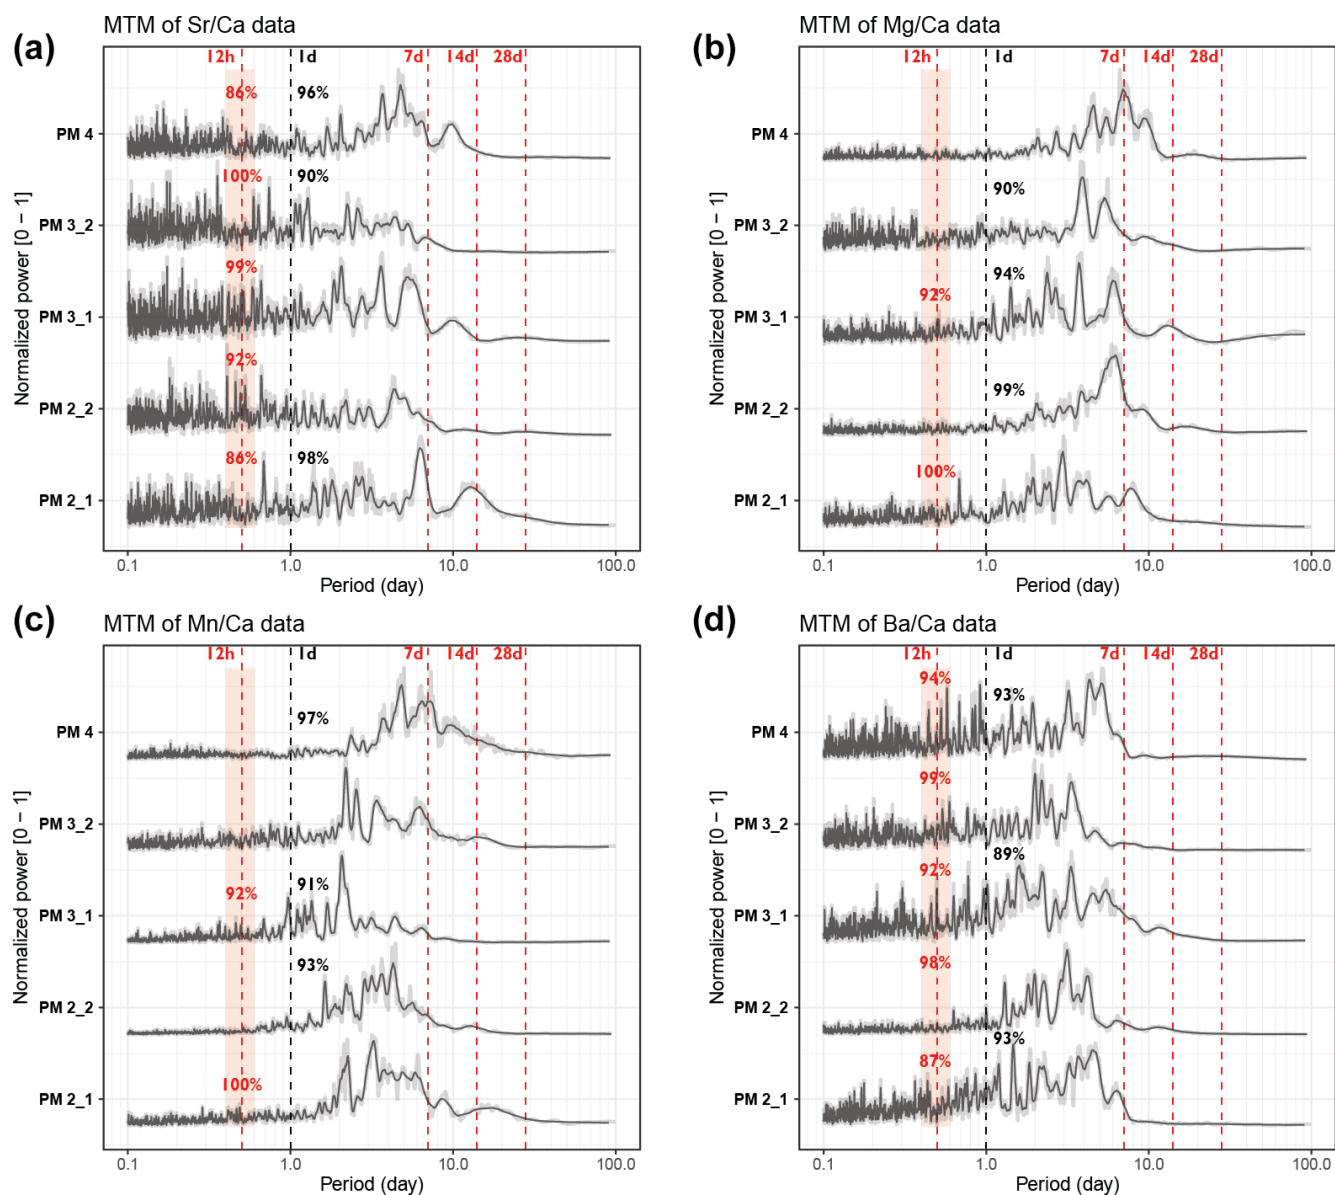 (a)
MTM of Sr/Ca data
12h 1d 7d 14d 28d
86% 96%
PM 4
100% 90%
PM 3_2
99%
PM 3_1
92%
PM 2_2
86% 98%
PM 2_1
Normalized power [0 – 1]
0.1 1.0 10.0 100.0
Period (day)
(b)
MTM of Mg/Ca data
12h 1d 7d 14d 28d
PM 4
90%
PM 3_2
94%
92%
PM 3_1
99%
PM 2_2
100%
PM 2_1
Normalized power [0 – 1]
0.1 1.0 10.0 100.0
Period (day)
(c)
MTM of Mn/Ca data
12h 1d 7d 14d 28d
97%
PM 4
PM 3_2
92% 91%
PM 3_1
93%
PM 2_2
100%
PM 2_1
Normalized power [0 – 1]
0.1 1.0 10.0 100.0
Period (day)
(d)
MTM of Ba/Ca data
12h 1d 7d 14d 28d
94% 93%
PM 4
99%
PM 3_2
89%
92%
PM 3_1
98%
PM 2_2
93%
87%
PM 2_1
Normalized power [0 – 1]
0.1 1.0 10.0 100.0
Period (day)